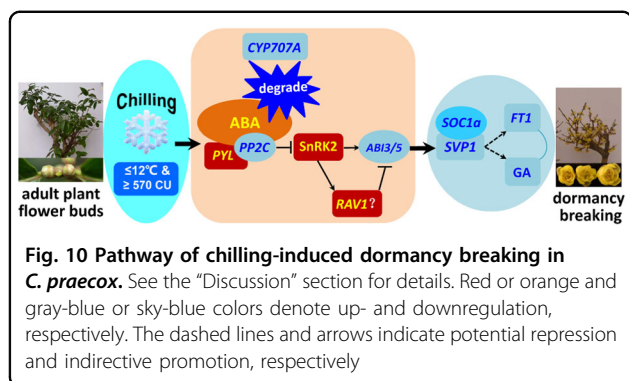 CYP707A
degrade
Chilling
ABA
PYL
PP2C
SnRK2
ABI3/5
RAV1?
≤12℃ &
≥ 570 CU
SOC1a
SVP1
FT1
GA
adult plant
flower buds
dormancy
breaking
Fig. 10 Pathway of chilling-induced dormancy breaking in
C. praecox. See the “Discussion” section for details. Red or orange and
gray-blue or sky-blue colors denote up- and downregulation,
respectively. The dashed lines and arrows indicate potential repression
and indirective promotion, respectively